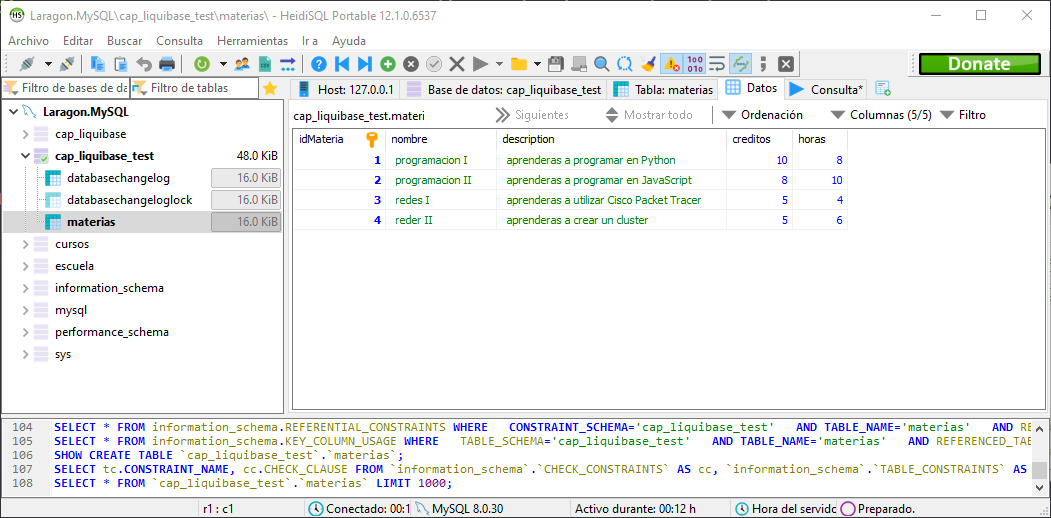 Laragon.MySQL\cap_liquibase_test\materias\ - HeidiSQL Portable 12.1.0.6537
Archivo Editar Buscar Consulta Herramientas Ir a Ayuda
Donate
Filtro de bases de da Filtro de tablas
Host: 127.0.0.1 Base de datos: cap_liquibase_test Tabla: materias Datos Consulta*
Laragon.MySQL
cap_liquibase
cap_liquibase_test 48.0 KiB
databasechangelog 16.0 KiB
databasechangeloglock 16.0 KiB
materias 16.0 KiB
cursos
escuela
information_schema
mysql
performance_schema
sys
cap_liquibase_test.materi Siguientes Mostrar todo Ordenación Columnas (5/5) Filtro
idMateria nombre description creditos horas
1 programacion I aprenderas a programar en Python 10 8
2 programacion II aprenderas a programar en JavaScript 8 10
3 redes I aprenderas a utilizar Cisco Packet Tracer 5 4
4 reder II aprenderas a crear un cluster 5 6
104 SELECT * FROM information_schema.REFERENTIAL_CONSTRAINTS WHERE CONSTRAINT_SCHEMA='cap_liquibase_test' AND TABLE_NAME='materias' AND RE
105 SELECT * FROM information_schema.KEY_COLUMN_USAGE WHERE TABLE_SCHEMA='cap_liquibase_test' AND TABLE_NAME='materias' AND REFERENCED_TAB
106 SHOW CREATE TABLE `cap_liquibase_test`.`materias`;
107 SELECT tc.CONSTRAINT_NAME, cc.CHECK_CLAUSE FROM `information_schema`.`CHECK_CONSTRAINTS` AS cc, `information_schema`.`TABLE_CONSTRAINTS` AS
108 SELECT * FROM `cap_liquibase_test`.`materias` LIMIT 1000;
r1 : c1 Conectado: 00:1 MySQL 8.0.30 Activo durante: 00:12 h Hora del servido Preparado.